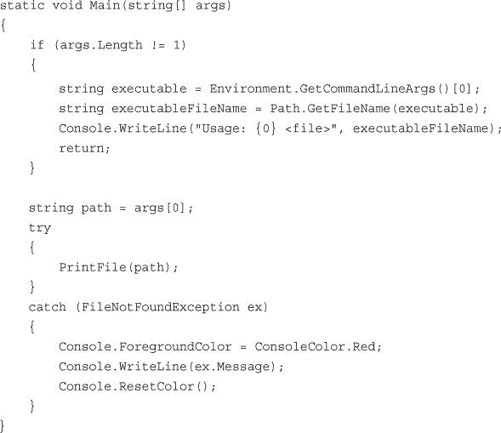 static void Main(string[] args)
{
    if (args.Length != 1)
    {
        string executable = Environment.GetCommandLineArgs()[0];
        string executableFileName = Path.GetFileName(executable);
        Console.WriteLine("Usage: {0} <file>", executableFileName);
        return;
    }

    string path = args[0];
    try
    {
        PrintFile(path);
    }
    catch (FileNotFoundException ex)
    {
        Console.ForegroundColor = ConsoleColor.Red;
        Console.WriteLine(ex.Message);
        Console.ResetColor();
    }
}